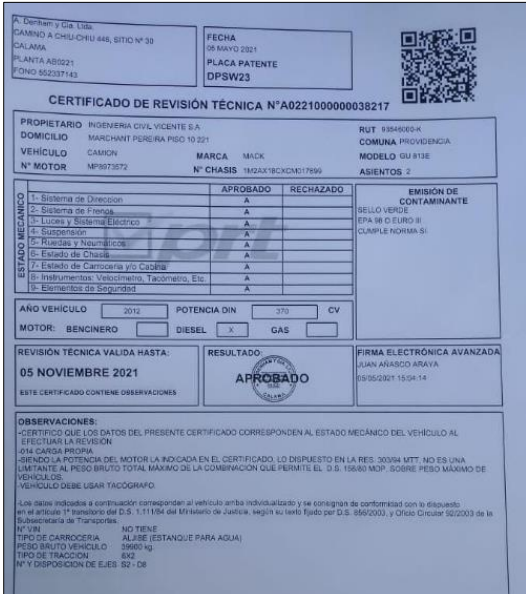 A. Denham y Cia. Ltda.
CAMINO A CHIU-CHIU 446, SITIO Nº 30
CALAMA
PLANTA AB0221
FONO 552337143
FECHA
05 MAYO 2021
PLACA PATENTE
DPSW23
CERTIFICADO DE REVISIÓN TÉCNICA N°A0221000000038217
PROPIETARIO INGENIERIA CIVIL VICENTE S.A
RUT 93546000-K
DOMICILIO MARCHANT PEREIRA PISO 10 221
COMUNA PROVIDENCIA
VEHÍCULO CAMION MARCA MACK MODELO GU 813E
N° MOTOR MP8973572 N° CHASIS 1M2AX18CXCM017899 ASIENTOS 2
ESTADO MECÁNICO
APROBADO RECHAZADO
1- Sistema de Direccion A
2- Sistema de Frenos A
3- Luces y Sistema Eléctrico A
4- Suspensión A
5- Ruedas y Neumáticos A
6- Estado de Chasis A
7- Estado de Carrocería y/o Cabina A
8- Instrumentos: Velocímetro, Tacómetro, Etc. A
9- Elementos de Seguridad A
prt
EMISIÓN DE
CONTAMINANTE
SELLO VERDE
EPA 98 O EURO III
CUMPLE NORMA SI
AÑO VEHÍCULO 2012 POTENCIA DIN 370 CV
MOTOR: BENCINERO DIESEL X GAS
REVISIÓN TÉCNICA VALIDA HASTA:
05 NOVIEMBRE 2021
ESTE CERTIFICADO CONTIENE OBSERVACIONES
RESULTADO:
APROBADO
CALAMA
FIRMA ELECTRÓNICA AVANZADA
JUAN AÑASCO ARAYA
05/05/2021 15:04:14
OBSERVACIONES:
-CERTIFICO QUE LOS DATOS DEL PRESENTE CERTIFICADO CORRESPONDEN AL ESTADO MECÁNICO DEL VEHÍCULO AL
EFECTUAR LA REVISIÓN
-014 CARGA PROPIA
-SIENDO LA POTENCIA DEL MOTOR LA INDICADA EN EL CERTIFICADO, LO DISPUESTO EN LA RES. 303/94 MTT, NO ES UNA
LIMITANTE AL PESO BRUTO TOTAL MÁXIMO DE LA COMBINACIÓN QUE PERMITE EL D.S. 158/80 MOP. SOBRE PESO MÁXIMO DE
VEHÍCULOS.
-VEHÍCULO DEBE USAR TACÓGRAFO
-Los datos indicados a continuación corresponden al vehículo arriba individualizado y se consignan de conformidad con lo dispuesto
en el artículo 1º transitorio del D.S. 1.111/84 del Ministerio de Justicia, según su texto fijado por D.S. 856/2003, y Oficio Circular 92/2003 de la
Subsecretaría de Transportes.
N° VIN NO TIENE
TIPO DE CARROCERIA ALJIBE (ESTANQUE PARA AGUA)
PESO BRUTO VEHÍCULO 39900 kg.
TIPO DE TRACCION 6X2
N° Y DISPOSICION DE EJES S2 - D8